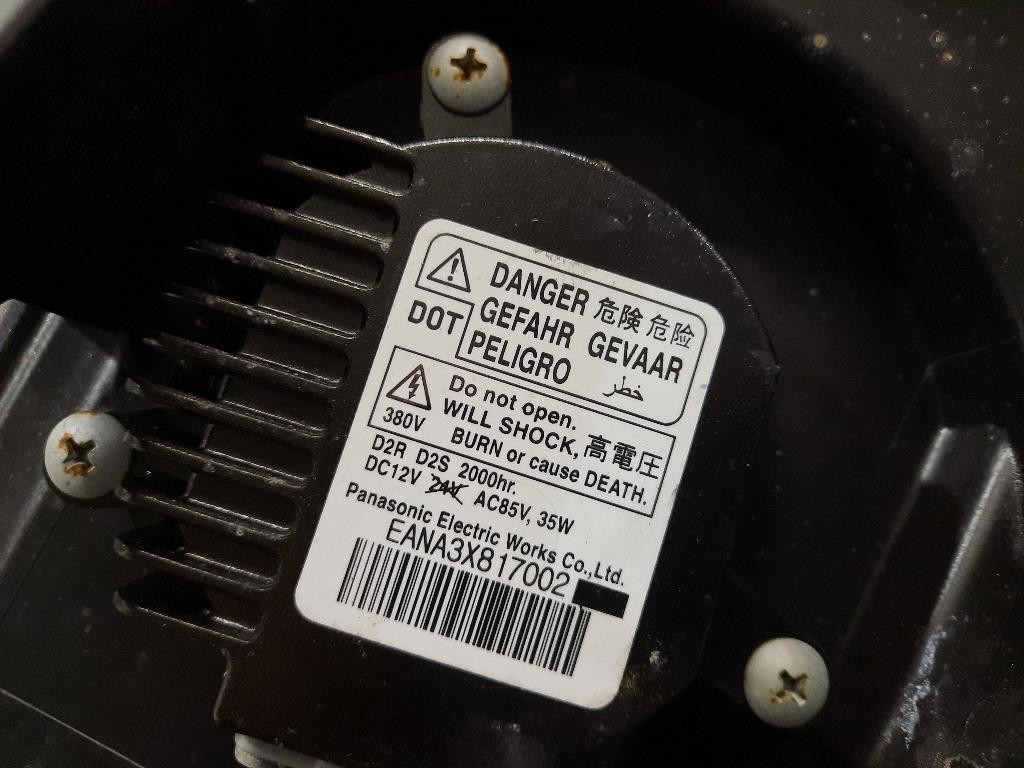 DANGER 危険 危险
GEFAHR GEVAAR
PELIGRO خطر
DOT
Do not open.
WILL SHOCK, 高電圧
BURN or cause DEATH.
380V
D2R D2S 2000hr.
DC12V 24V AC85V, 35W
Panasonic Electric Works Co.,Ltd.
EANA3X817002